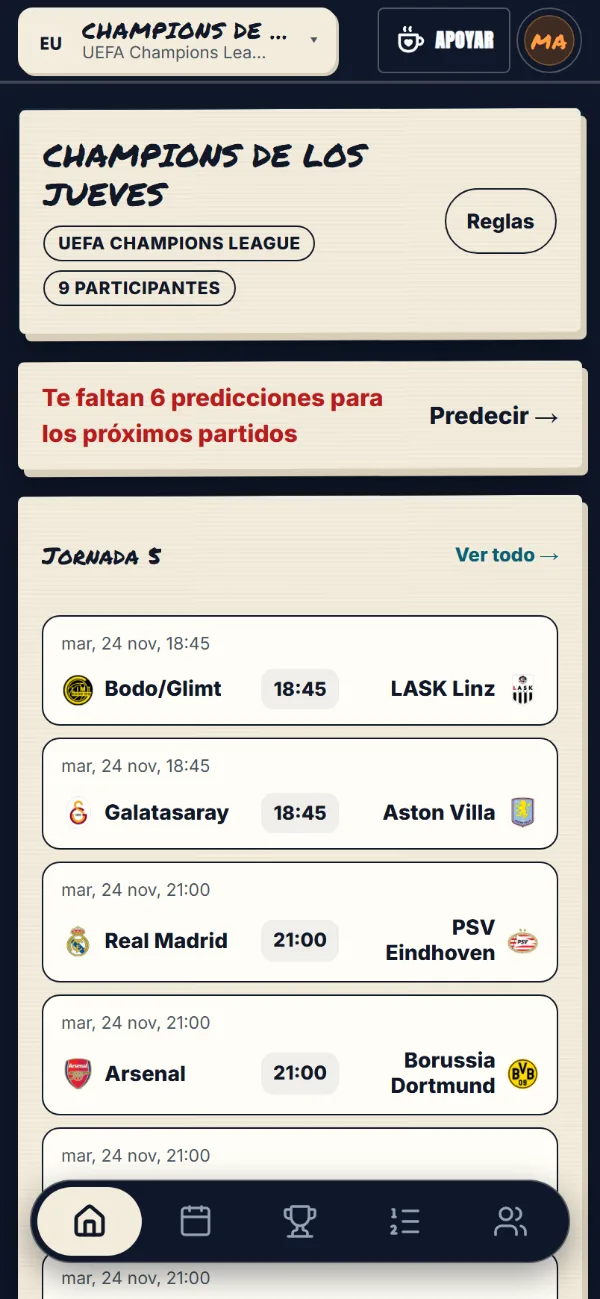 EU
CHAMPIONS DE ...
UEFA Champions Lea...
APOYAR
MA
CHAMPIONS DE LOS
JUEVES
UEFA CHAMPIONS LEAGUE
9 PARTICIPANTES
Reglas
Te faltan 6 predicciones para
los próximos partidos
Predecir →
JORNADA 5
Ver todo →
mar, 24 nov, 18:45
Bodo/Glimt 18:45 LASK Linz
mar, 24 nov, 18:45
Galatasaray 18:45 Aston Villa
mar, 24 nov, 21:00
Real Madrid 21:00 PSV
Eindhoven
mar, 24 nov, 21:00
Arsenal 21:00 Borussia
Dortmund
mar, 24 nov, 21:00
mar, 24 nov, 21:00